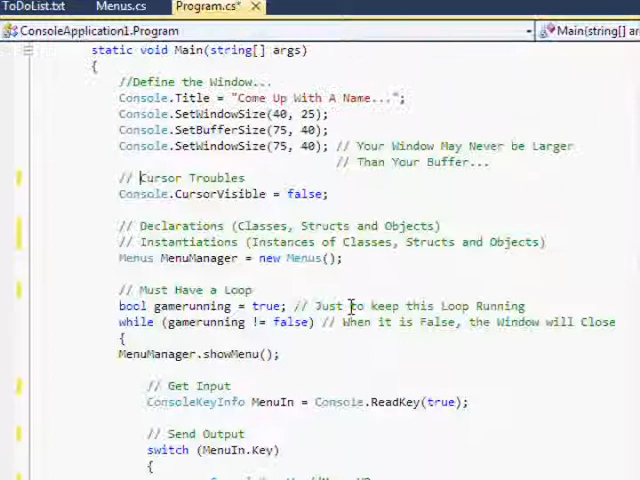 ToDoList.txt Menus.cs Program.cs*
ConsoleApplication1.Program Main(string[] args)
static void Main(string[] args)
{
//Define the Window...
Console.Title = "Come Up With A Name...";
Console.SetWindowSize(40, 25);
Console.SetBufferSize(75, 40);
Console.SetWindowSize(75, 40); // Your Window May Never be Larger
// Than Your Buffer...
// Cursor Troubles
Console.CursorVisible = false;
// Declarations (Classes, Structs and Objects)
// Instantiations (Instances of Classes, Structs and Objects)
Menus MenuManager = new Menus();
// Must Have a Loop
bool gamerunning = true; // Just to keep this Loop Running
while (gamerunning != false) // When it is False, the Window will Close
{
MenuManager.showMenu();
// Get Input
ConsoleKeyInfo MenuIn = Console.ReadKey(true);
// Send Output
switch (MenuIn.Key)
{